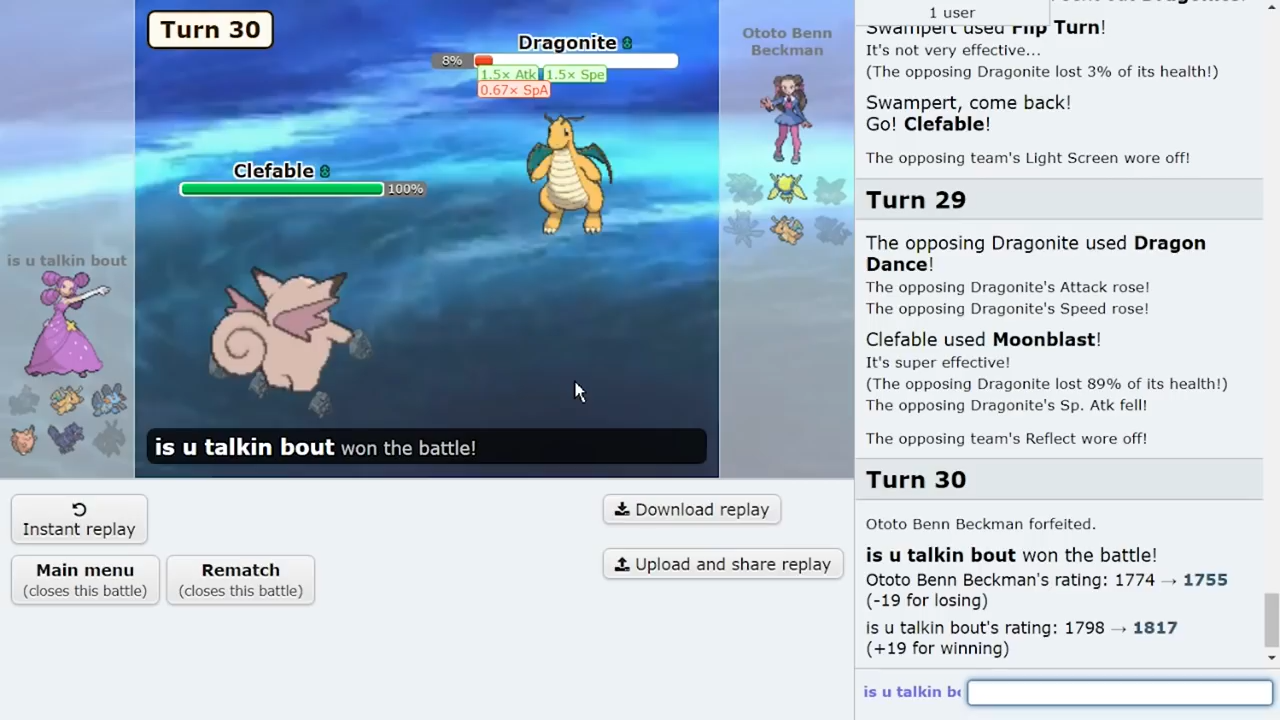 Turn 30
Dragonite
8%
1.5× Atk 1.5× Spe
0.67× SpA
Clefable
100%
is u talkin bout
Ototo Benn
Beckman
is u talkin bout won the battle!
Instant replay
Main menu
(closes this battle)
Rematch
(closes this battle)
Download replay
Upload and share replay
1 user
Swampert used Flip Turn!
It's not very effective...
(The opposing Dragonite lost 3% of its health!)
Swampert, come back!
Go! Clefable!
The opposing team's Light Screen wore off!
Turn 29
The opposing Dragonite used Dragon
Dance!
The opposing Dragonite's Attack rose!
The opposing Dragonite's Speed rose!
Clefable used Moonblast!
It's super effective!
(The opposing Dragonite lost 89% of its health!)
The opposing Dragonite's Sp. Atk fell!
The opposing team's Reflect wore off!
Turn 30
Ototo Benn Beckman forfeited.
is u talkin bout won the battle!
Ototo Benn Beckman's rating: 1774 → 1755
(-19 for losing)
is u talkin bout's rating: 1798 → 1817
(+19 for winning)
is u talkin b